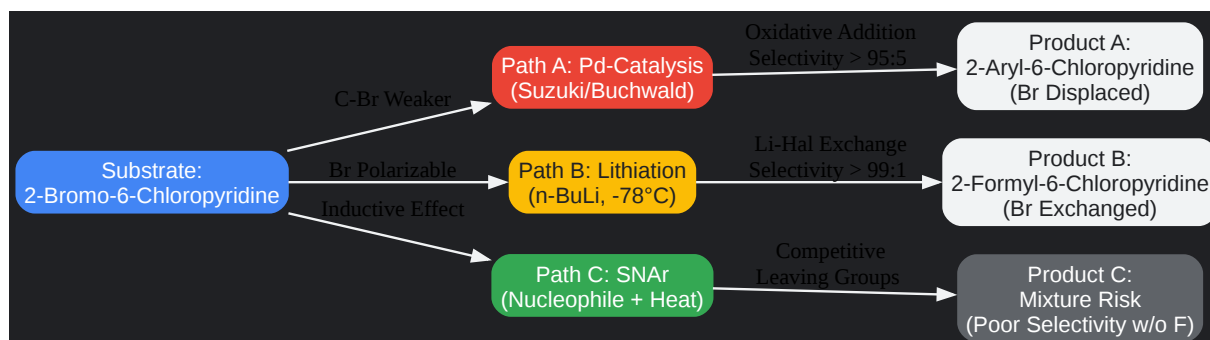 Substrate:
2-Bromo-6-Chloropyridine
C-Br Weaker
Br Polarizable
Inductive Effect
Path A: Pd-Catalysis
(Suzuki/Buchwald)
Oxidative Addition
Selectivity > 95:5
Product A:
2-Aryl-6-Chloropyridine
(Br Displaced)
Path B: Lithiation
(n-BuLi, -78°C)
Li-Hal Exchange
Selectivity > 99:1
Product B:
2-Formyl-6-Chloropyridine
(Br Exchanged)
Path C: SNAr
(Nucleophile + Heat)
Competitive
Leaving Groups
Product C:
Mixture Risk
(Poor Selectivity w/o F)